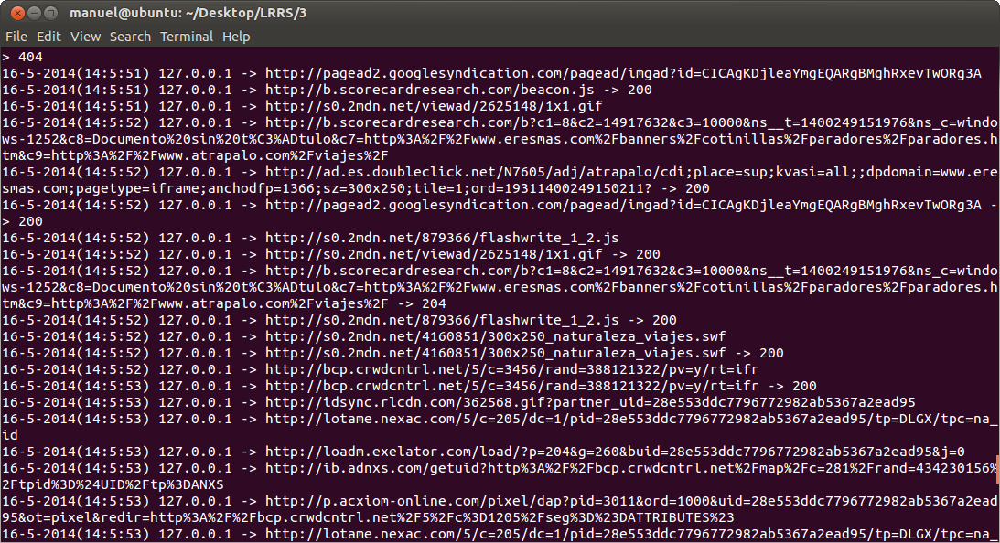 manuel@ubuntu: ~/Desktop/LRRS/3
File Edit View Search Terminal Help
> 404
16-5-2014(14:5:51) 127.0.0.1 -> http://pagead2.googlesyndication.com/pagead/imgad?id=CICAgKDjleaYmgEQARgBMghRxevTwORg3A
16-5-2014(14:5:51) 127.0.0.1 -> http://b.scorecardresearch.com/beacon.js -> 200
16-5-2014(14:5:51) 127.0.0.1 -> http://s0.2mdn.net/viewad/2625148/1x1.gif
16-5-2014(14:5:52) 127.0.0.1 -> http://b.scorecardresearch.com/b?c1=8&c2=14917632&c3=10000&ns__t=1400249151976&ns_c=windo
ws-1252&c8=Documento%20sin%20t%C3%ADtulo&c7=http%3A%2F%2Fwww.eresmas.com%2Fbanners%2Fcotinillas%2Fparadores%2Fparadores.h
tm&c9=http%3A%2F%2Fwww.atrapalo.com%2Fviajes%2F
16-5-2014(14:5:52) 127.0.0.1 -> http://ad.es.doubleclick.net/N7605/adj/atrapalo/cdi;place=sup;kvasi=all;;dpdomain=www.ere
smas.com;pagetype=iframe;anchodfp=1366;sz=300x250;tile=1;ord=19311400249150211? -> 200
16-5-2014(14:5:52) 127.0.0.1 -> http://pagead2.googlesyndication.com/pagead/imgad?id=CICAgKDjleaYmgEQARgBMghRxevTwORg3A -
> 200
16-5-2014(14:5:52) 127.0.0.1 -> http://s0.2mdn.net/879366/flashwrite_1_2.js
16-5-2014(14:5:52) 127.0.0.1 -> http://s0.2mdn.net/viewad/2625148/1x1.gif -> 200
16-5-2014(14:5:52) 127.0.0.1 -> http://b.scorecardresearch.com/b?c1=8&c2=14917632&c3=10000&ns__t=1400249151976&ns_c=windo
ws-1252&c8=Documento%20sin%20t%C3%ADtulo&c7=http%3A%2F%2Fwww.eresmas.com%2Fbanners%2Fcotinillas%2Fparadores%2Fparadores.h
tm&c9=http%3A%2F%2Fwww.atrapalo.com%2Fviajes%2F -> 204
16-5-2014(14:5:52) 127.0.0.1 -> http://s0.2mdn.net/879366/flashwrite_1_2.js -> 200
16-5-2014(14:5:52) 127.0.0.1 -> http://s0.2mdn.net/4160851/300x250_naturaleza_viajes.swf
16-5-2014(14:5:52) 127.0.0.1 -> http://s0.2mdn.net/4160851/300x250_naturaleza_viajes.swf -> 200
16-5-2014(14:5:52) 127.0.0.1 -> http://bcp.crwdcntrl.net/5/c=3456/rand=388121322/pv=y/rt=ifr
16-5-2014(14:5:53) 127.0.0.1 -> http://bcp.crwdcntrl.net/5/c=3456/rand=388121322/pv=y/rt=ifr -> 200
16-5-2014(14:5:53) 127.0.0.1 -> http://idsync.rlcdn.com/362568.gif?partner_uid=28e553ddc7796772982ab5367a2ead95
16-5-2014(14:5:53) 127.0.0.1 -> http://lotame.nexac.com/5/c=205/dc=1/pid=28e553ddc7796772982ab5367a2ead95/tp=DLGX/tpc=na_
id
16-5-2014(14:5:53) 127.0.0.1 -> http://loadm.exelator.com/load/?p=204&g=260&buid=28e553ddc7796772982ab5367a2ead95&j=0
16-5-2014(14:5:53) 127.0.0.1 -> http://ib.adnxs.com/getuid?http%3A%2F%2Fbcp.crwdcntrl.net%2Fmap%2Fc=281%2Frand=434230156%
2Ftpid%3D%24UID%2Ftp%3DANXS
16-5-2014(14:5:53) 127.0.0.1 -> http://p.acxiom-online.com/pixel/dap?pid=3011&ord=1000&uid=28e553ddc7796772982ab5367a2ead
95&ot=pixel&redir=http%3A%2F%2Fbcp.crwdcntrl.net%2F5%2Fc%3D1205%2Fseg%3D%23DATTRIBUTES%23
16-5-2014(14:5:53) 127.0.0.1 -> http://lotame.nexac.com/5/c=205/dc=1/pid=28e553ddc7796772982ab5367a2ead95/tp=DLGX/tpc=na_